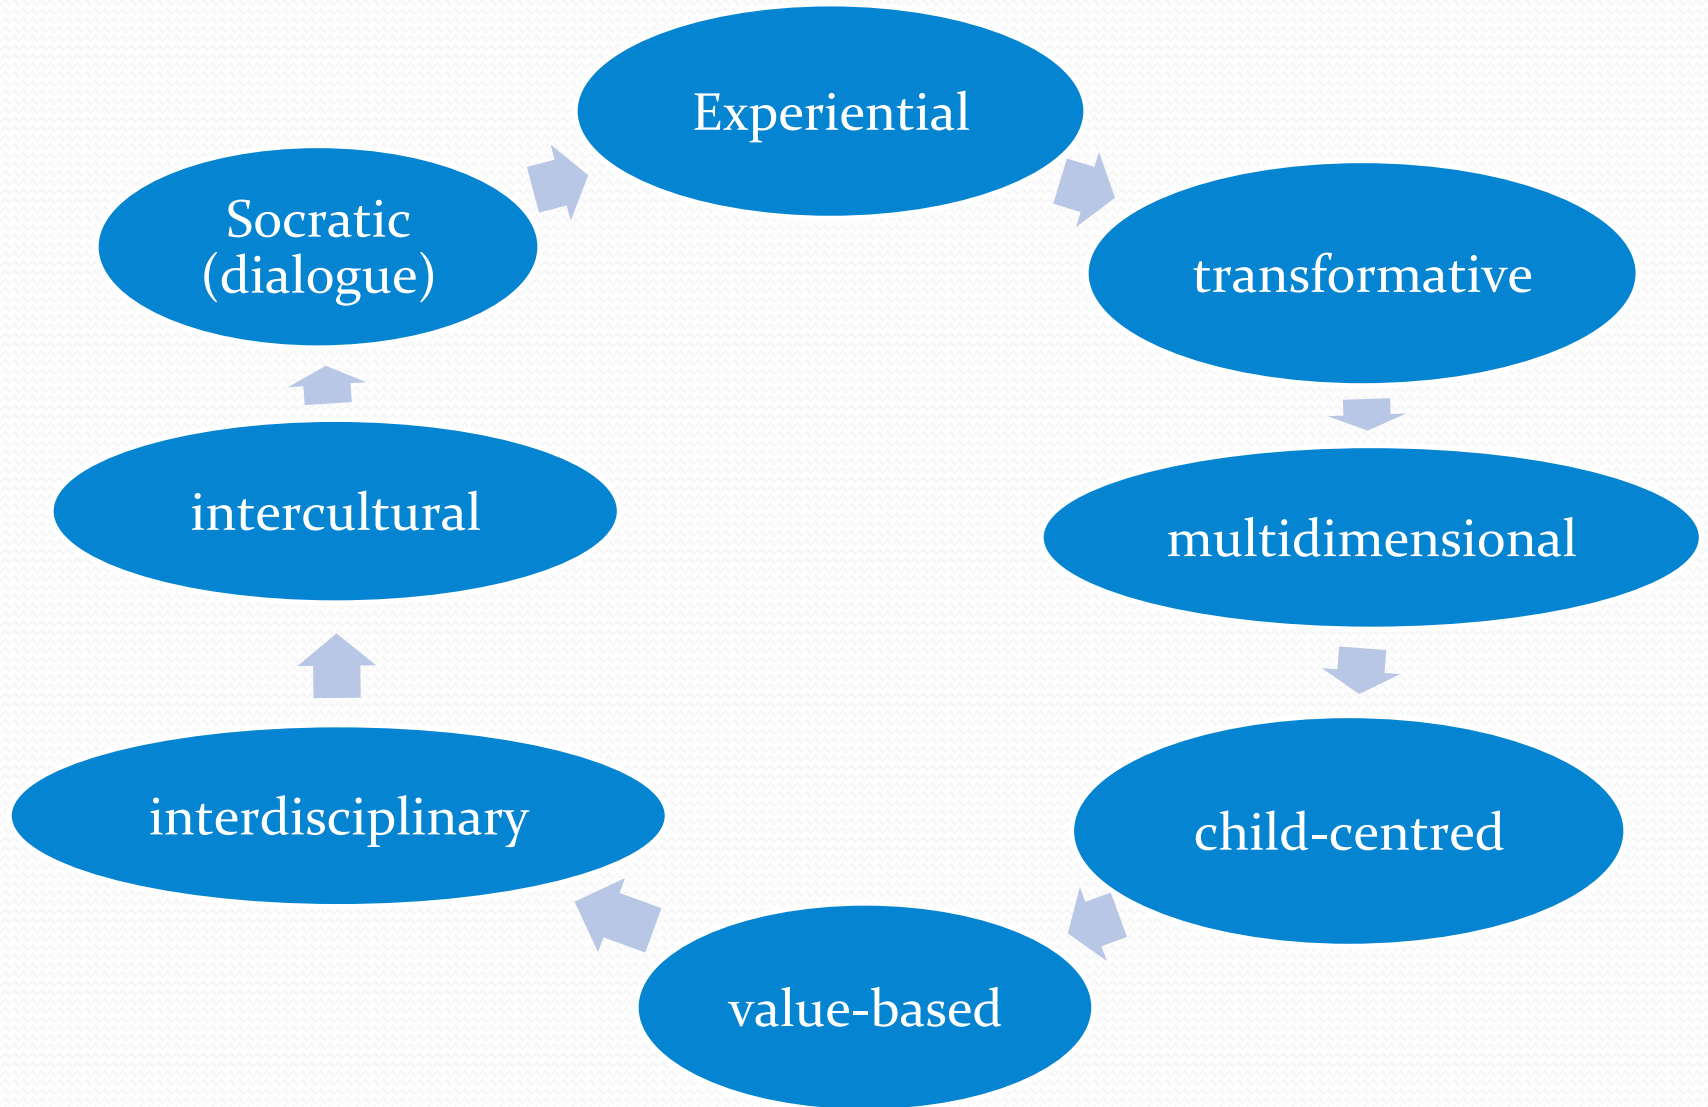 Experiential
transformative
multidimensional
child-centred
value-based
interdisciplinary
intercultural
Socratic
(dialogue)